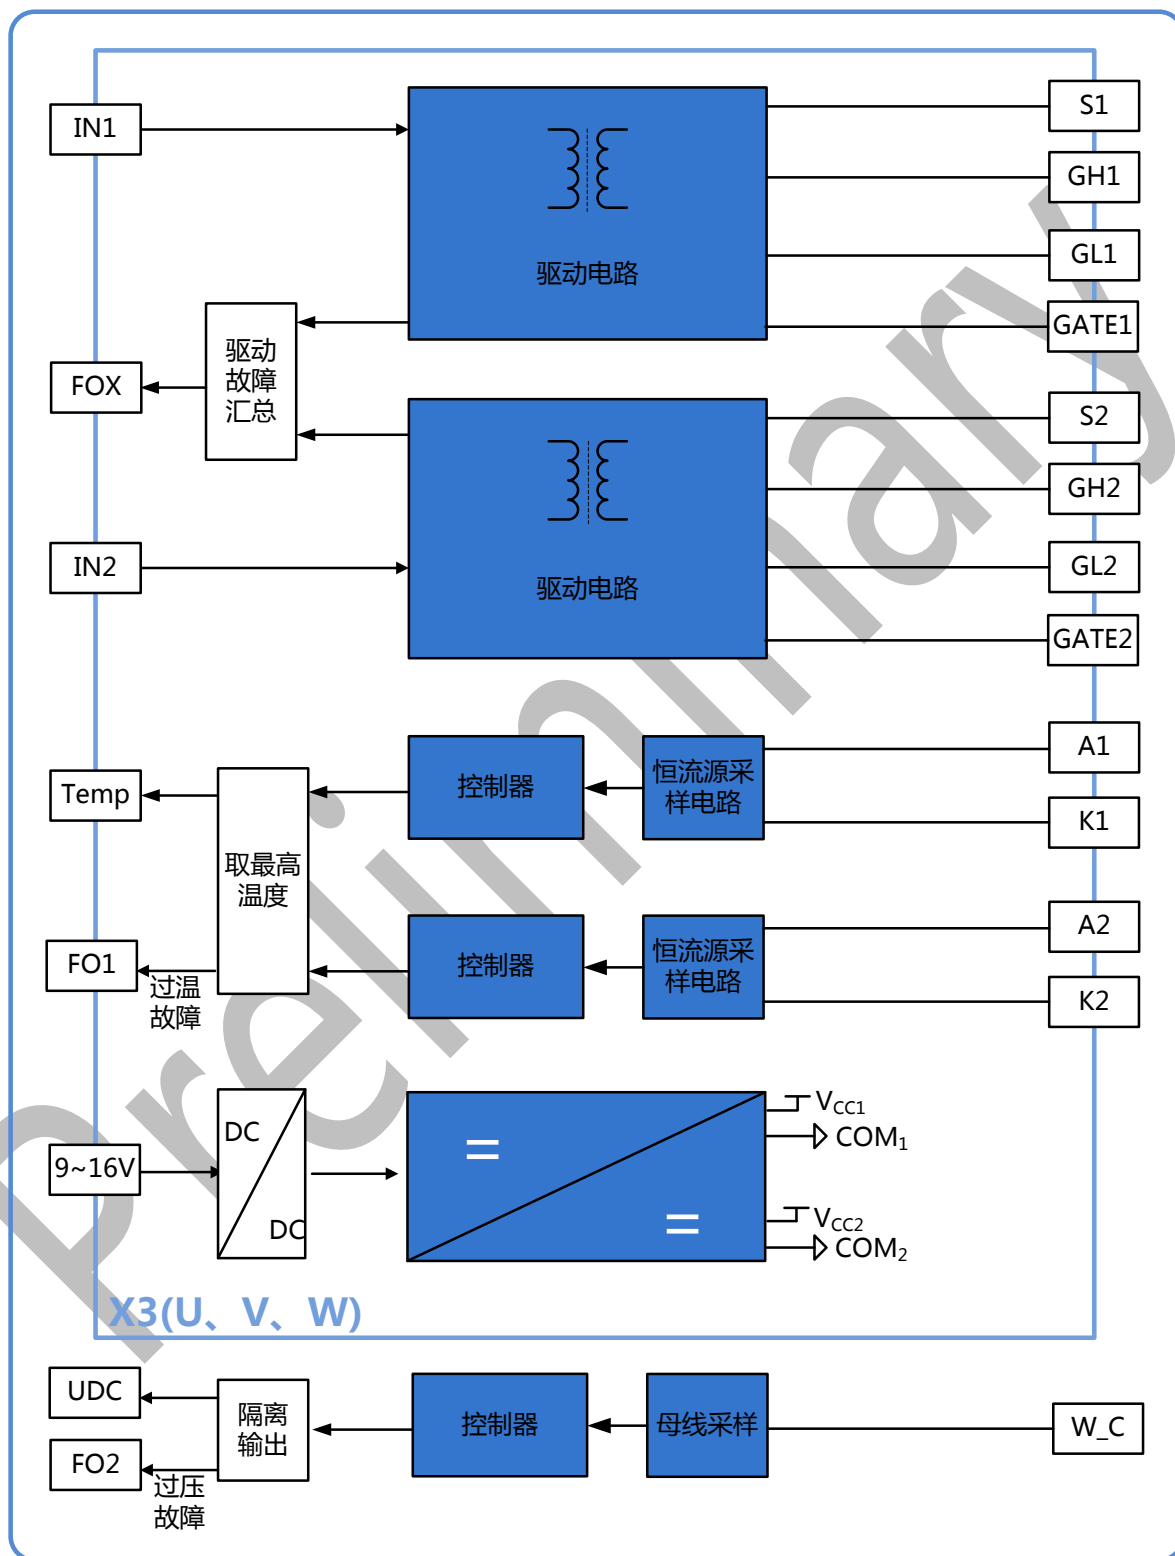 IN1
S1
GH1
GL1
GATE1
驱动电路
驱动
故障
汇总
FOX
S2
GH2
GL2
GATE2
IN2
驱动电路
Temp
取最高
温度
控制器
恒流源采
样电路
A1
K1
FO1
过温
故障
控制器
恒流源采
样电路
A2
K2
9~16V
DC
DC
=
=
VCC1
COM1
VCC2
COM2
X3(U、V、W)
UDC
FO2
过压
故障
隔离
输出
控制器
母线采样
W_C
Preliminary